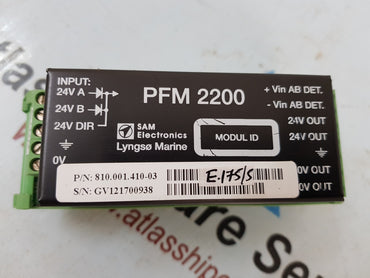 INPUT:
24V A
24V B
24V DIR
0V
PFM 2200
SAM
Electronics
Lyngsø Marine
MODUL ID
+ Vin AB DET.
- Vin AB DET.
24V OUT
24V OUT
0V OUT
0V OUT
P/N: 810.001.410-03
S/N: GV121700938
E.175/S